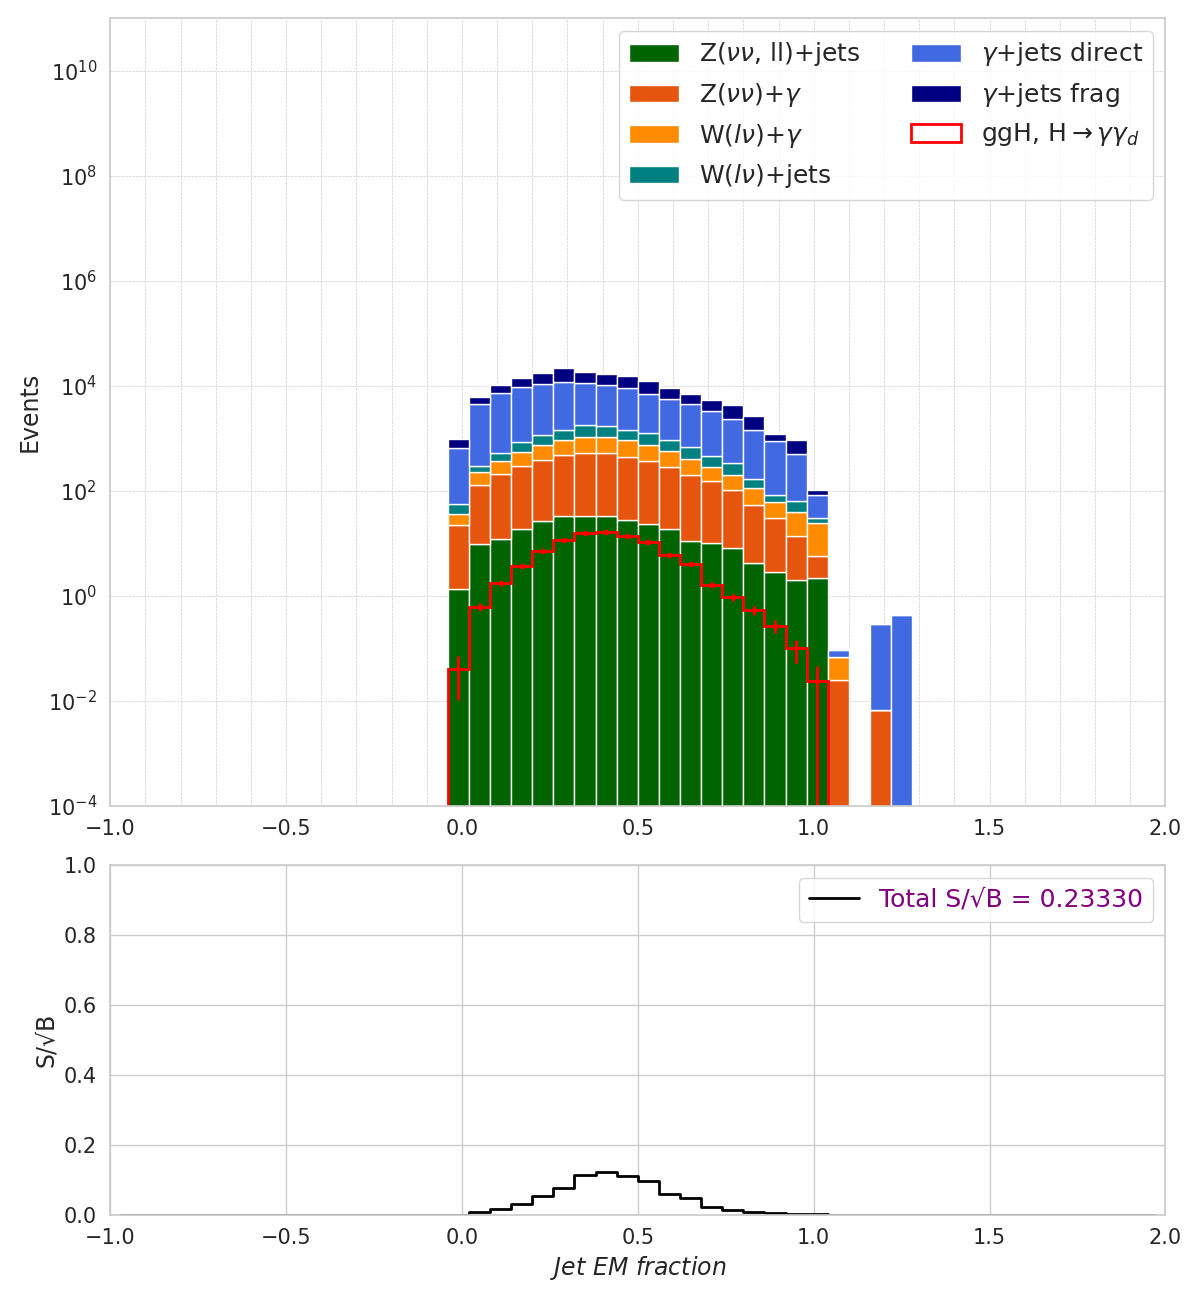 Z(νν, ll)+jets
Z(νν)+γ
W(lν)+γ
W(lν)+jets
γ+jets direct
γ+jets frag
ggH, H→γγ_d
Events
10^10
10^8
10^6
10^4
10^2
10^0
10^−2
10^−4
−1.0 −0.5 0.0 0.5 1.0 1.5 2.0
Total S/√B = 0.23330
S/√B
1.0
0.8
0.6
0.4
0.2
0.0
−1.0 −0.5 0.0 0.5 1.0 1.5 2.0
Jet EM fraction